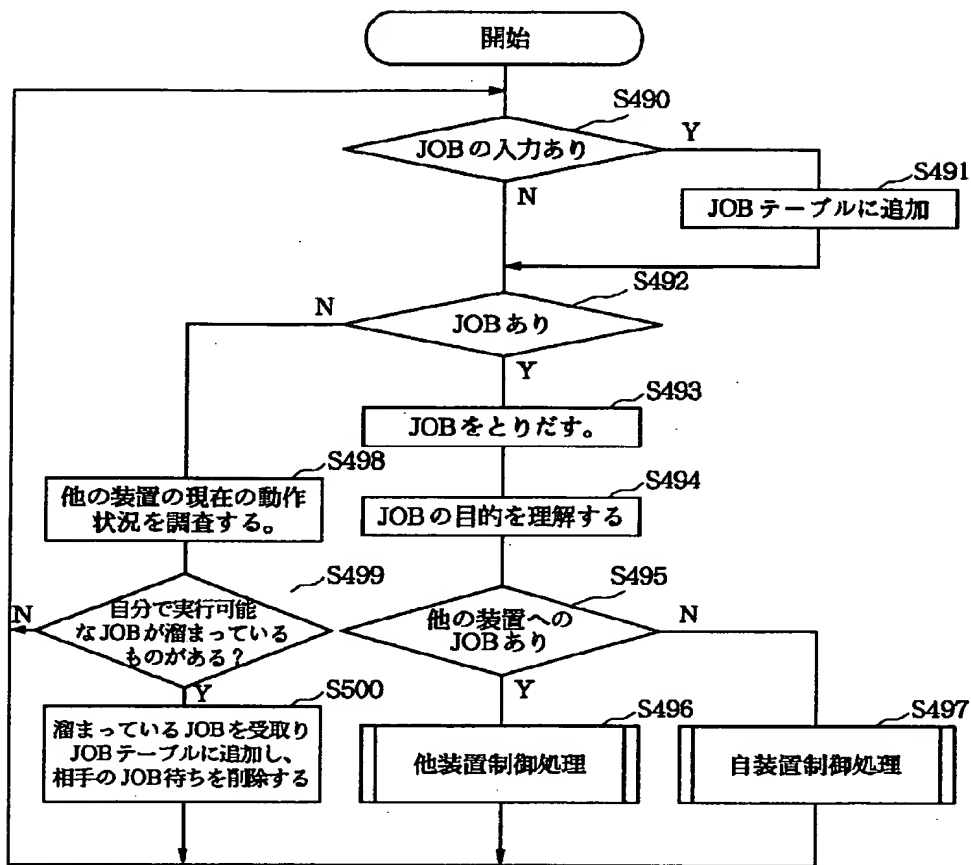 開始
S490
JOBの入力あり
Y
N
S491
JOBテーブルに追加
S492
N
JOBあり
Y
S493
JOBをとりだす。
S498
他の装置の現在の動作
状況を調査する。
S494
JOBの目的を理解する
S499
N
自分で実行可能
なJOBが溜まっている
ものがある?
Y
S495
他の装置への
JOBあり
N
Y
S500
溜まっているJOBを受取り
JOBテーブルに追加し、
相手のJOB待ちを削除する
S496
他装置制御処理
S497
自装置制御処理